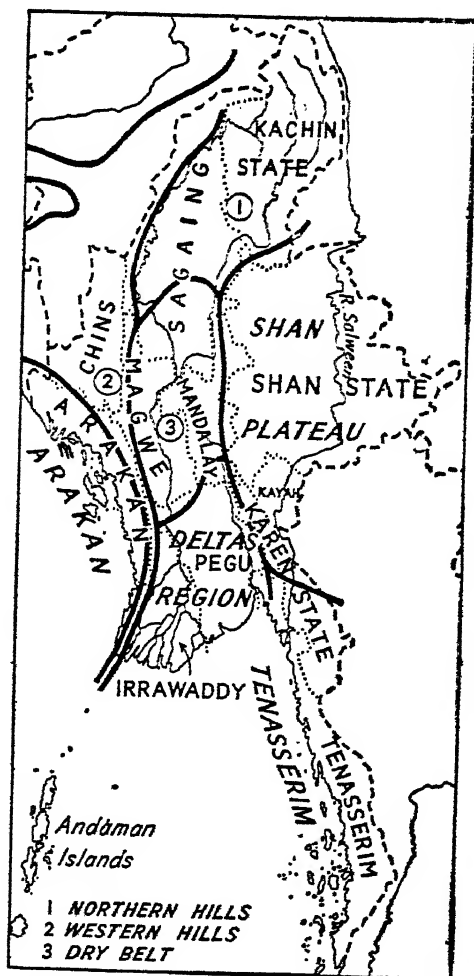 KACHIN
STATE
1
SAGAING
CHINS
2
MAGWE
3
MANDALAY
SHAN
SHAN STATE
PLATEAU
R. Salween
ARAKAN
ARAKAN
KAYAH
KAREN STATE
DELTAS
PEGU
REGION
IRRAWADDY
TENASSERIM
TENASSERIM
Andaman
Islands
1 NORTHERN HILLS
2 WESTERN HILLS
3 DRY BELT